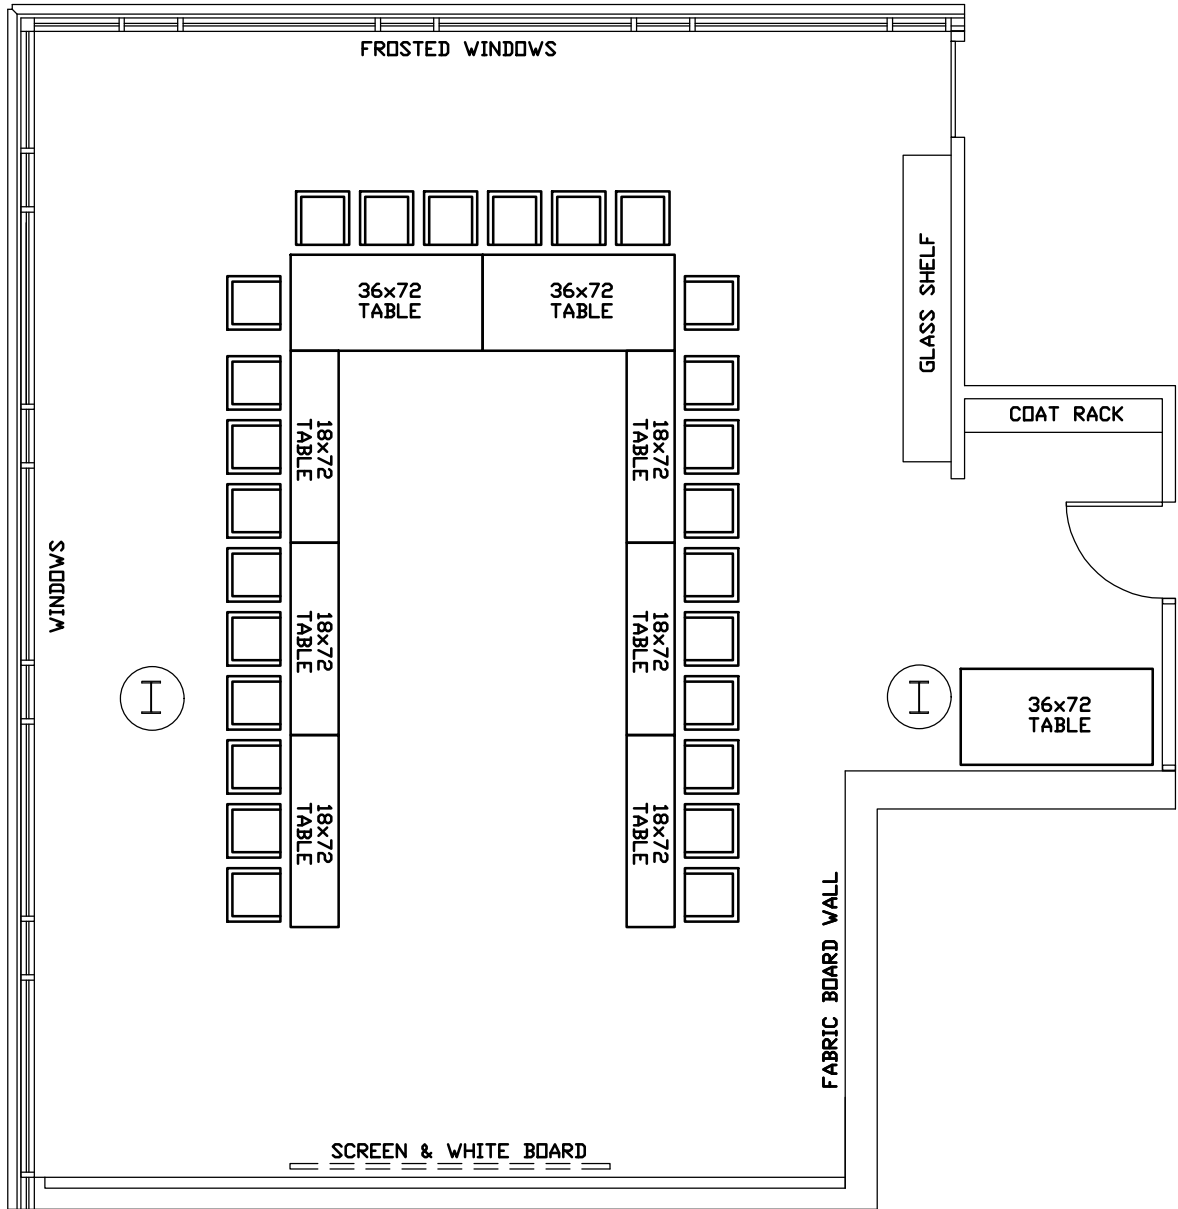 FROSTED WINDOWS
36x72
TABLE
36x72
TABLE
GLASS SHELF
COAT RACK
18x72
TABLE
18x72
TABLE
WINDOWS
18x72
TABLE
18x72
TABLE
36x72
TABLE
18x72
TABLE
18x72
TABLE
FABRIC BOARD WALL
SCREEN & WHITE BOARD